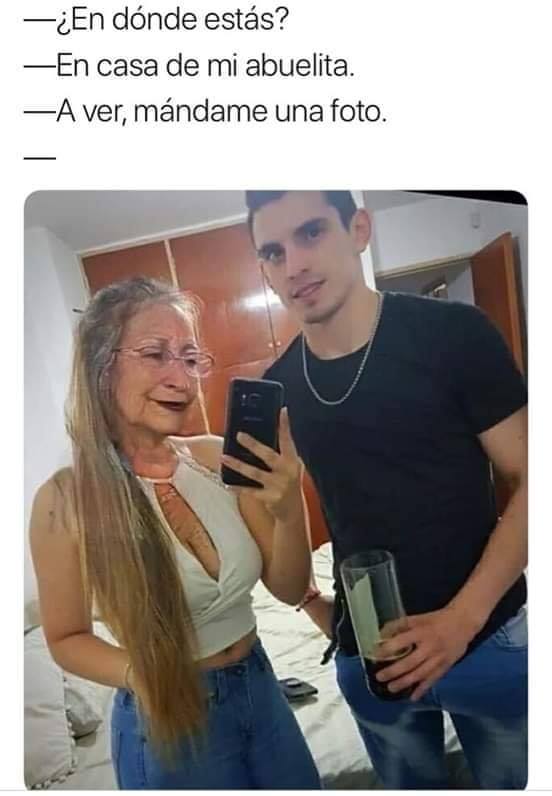 —¿En dónde estás?
—En casa de mi abuelita.
—A ver, mándame una foto.
—